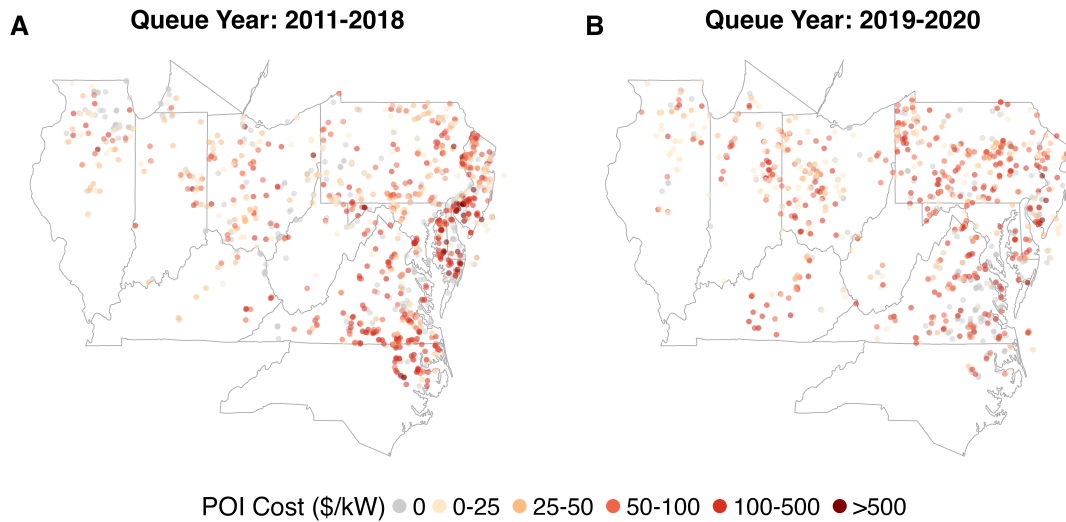 A
Queue Year: 2011-2018
B
Queue Year: 2019-2020
POI Cost ($/kW) 0 0-25 25-50 50-100 100-500 >500